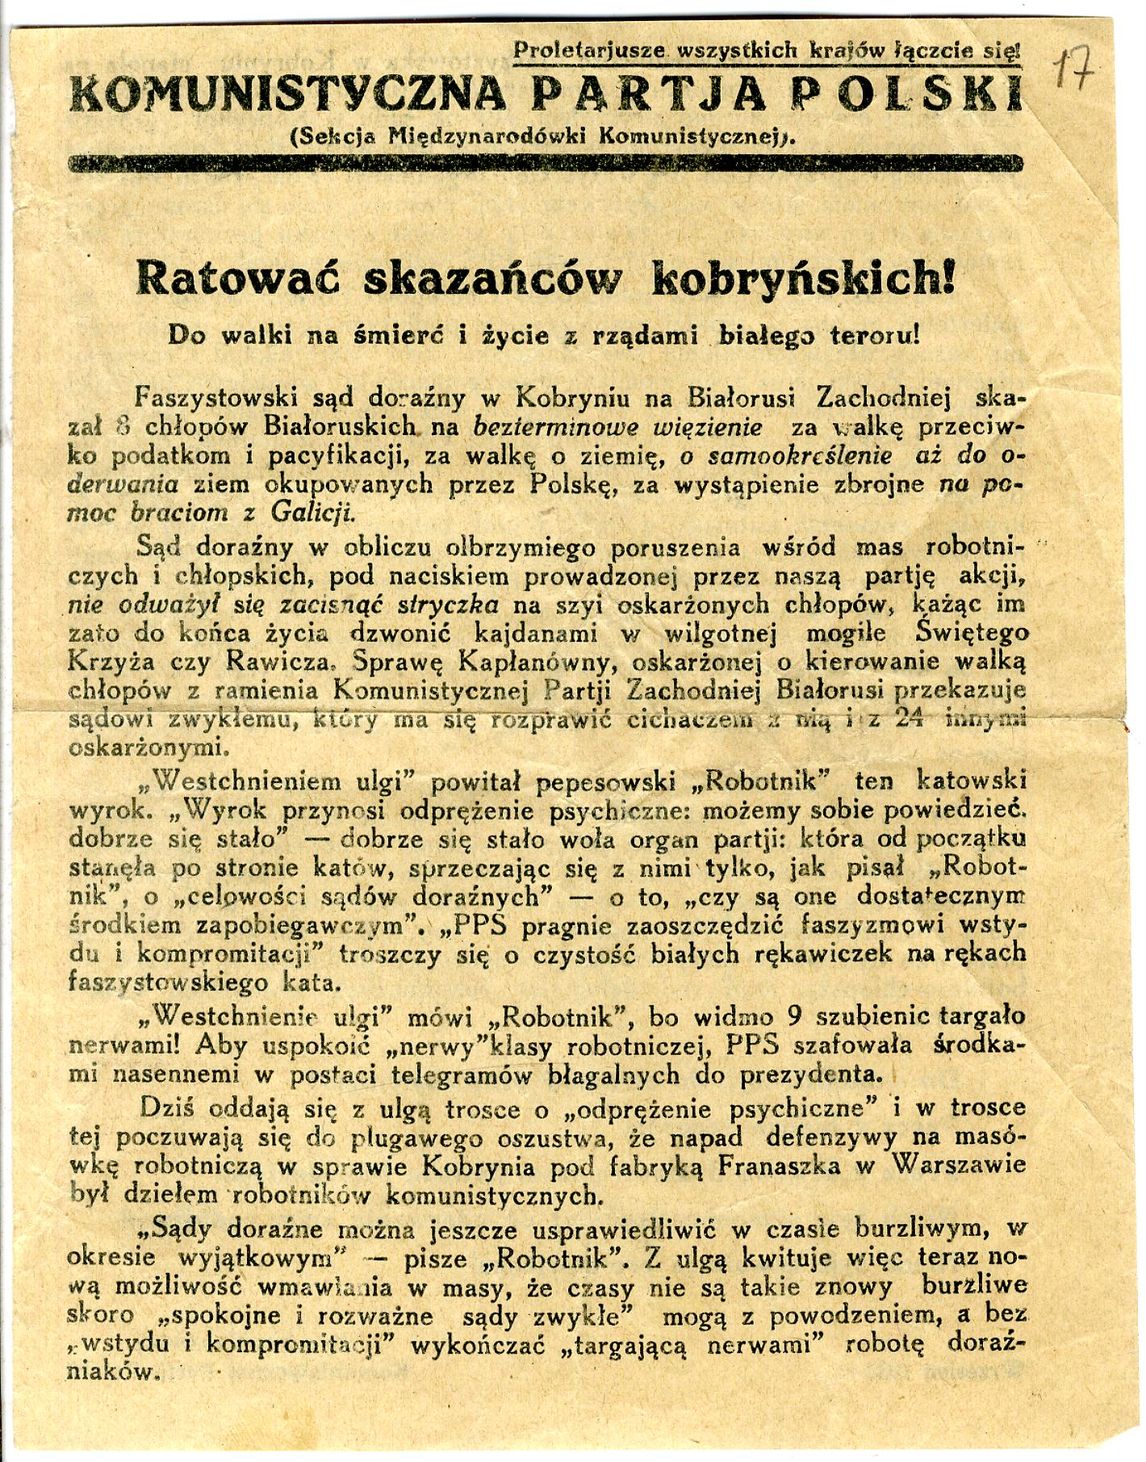 Proletarjusze wszystkich krajów łączcie się!
17
KOMUNISTYCZNA PARTJA POLSKI
(Sekcja Międzynarodówki Komunistycznej).
Ratować skazańców kobryńskich!
Do walki na śmierć i życie z rządami białego teroru!
Faszystowski sąd doraźny w Kobryniu na Białorusi Zachodniej ska-
zał 8 chłopów Białoruskich na bezierminowe więzienie za walkę przeciw-
ko podatkom i pacyfikacji, za walkę o ziemię, o samookreślenie aż do o-
derwania ziem okupowanych przez Polskę, za wystąpienie zbrojne na po-
moc braciom z Galicji.
Sąd doraźny w obliczu olbrzymiego poruszenia wśród mas robotni-
czych i chłopskich, pod naciskiem prowadzonej przez naszą partję akcji,
nie odważył się zacisnąć stryczka na szyi oskarżonych chłopów, każąc im
zato do końca życia dzwonić kajdanami w wilgotnej mogile Świętego
Krzyża czy Rawicza. Sprawę Kapłanówny, oskarżonej o kierowanie walką
chłopów z ramienia Komunistycznej Partji Zachodniej Białorusi przekazuje
sądowi zwykłemu, który ma się rozprawić cichaczem z nią i z 24 innymi
oskarżonymi.
„Westchnieniem ulgi” powitał pepesowski „Robotnik” ten katowski
wyrok. „Wyrok przynosi odprężenie psychiczne: możemy sobie powiedzieć.
dobrze się stało” — dobrze się stało woła organ partji: która od początku
stanęła po stronie katów, sprzeczając się z nimi tylko, jak pisał „Robot-
nik”, o „celowości sądów doraźnych” — o to, „czy są one dostatecznym
środkiem zapobiegawczym”. „PPS pragnie zaoszczędzić faszyzmowi wsty-
du i kompromitacji” troszczy się o czystość białych rękawiczek na rękach
faszystowskiego kata.
„Westchnienie ulgi” mówi „Robotnik”, bo widmo 9 szubienic targało
nerwami! Aby uspokoić „nerwy”klasy robotniczej, PPS szafowała środka-
mi nasennemi w postaci telegramów błagalnych do prezydenta.
Dziś oddają się z ulgą trosce o „odprężenie psychiczne” i w trosce
tej poczuwają się do plugawego oszustwa, że napad defenzywy na masó-
wkę robotniczą w sprawie Kobrynia pod fabryką Franaszka w Warszawie
był dziełem robotników komunistycznych.
„Sądy doraźne można jeszcze usprawiedliwić w czasie burzliwym, w
okresie wyjątkowym” — pisze „Robotnik”. Z ulgą kwituje więc teraz no-
wą możliwość wmawiania w masy, że czasy nie są takie znowy burzliwe
skoro „spokojne i rozważne sądy zwykłe” mogą z powodzeniem, a bez
„wstydu i kompromitacji” wykończać „targającą nerwami” robotę doraź-
niaków.